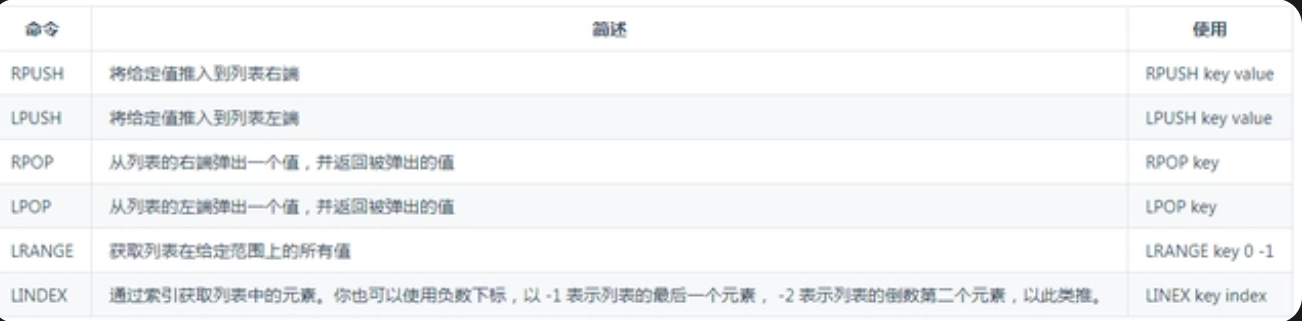 命令 简述 使用
RPUSH 将给定值推入到列表右端 RPUSH key value
LPUSH 将给定值推入到列表左端 LPUSH key value
RPOP 从列表的右端弹出一个值，并返回被弹出的值 RPOP key
LPOP 从列表的左端弹出一个值，并返回被弹出的值 LPOP key
LRANGE 获取列表在给定范围上的所有值 LRANGE key 0 -1
LINDEX 通过索引获取列表中的元素。你也可以使用负数下标，以 -1 表示列表的最后一个元素， -2 表示列表的倒数第二个元素，以此类推。 LINEX key index